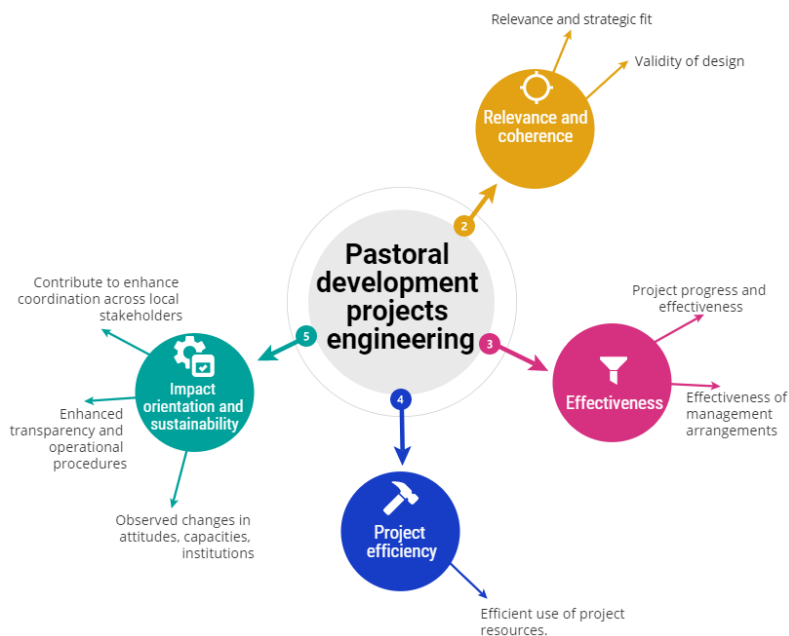 Relevance and strategic fit
Validity of design
Relevance and
coherence
2
Pastoral
development
projects
engineering
3
Project progress and
effectiveness
Effectiveness
Effectiveness of
management
arrangements
4
Project
efficiency
Efficient use of project
resources.
5
Impact
orientation and
sustainability
Contribute to enhance
coordination across local
stakeholders
Enhanced
transparency and
operational
procedures
Observed changes in
attitudes, capacities,
institutions